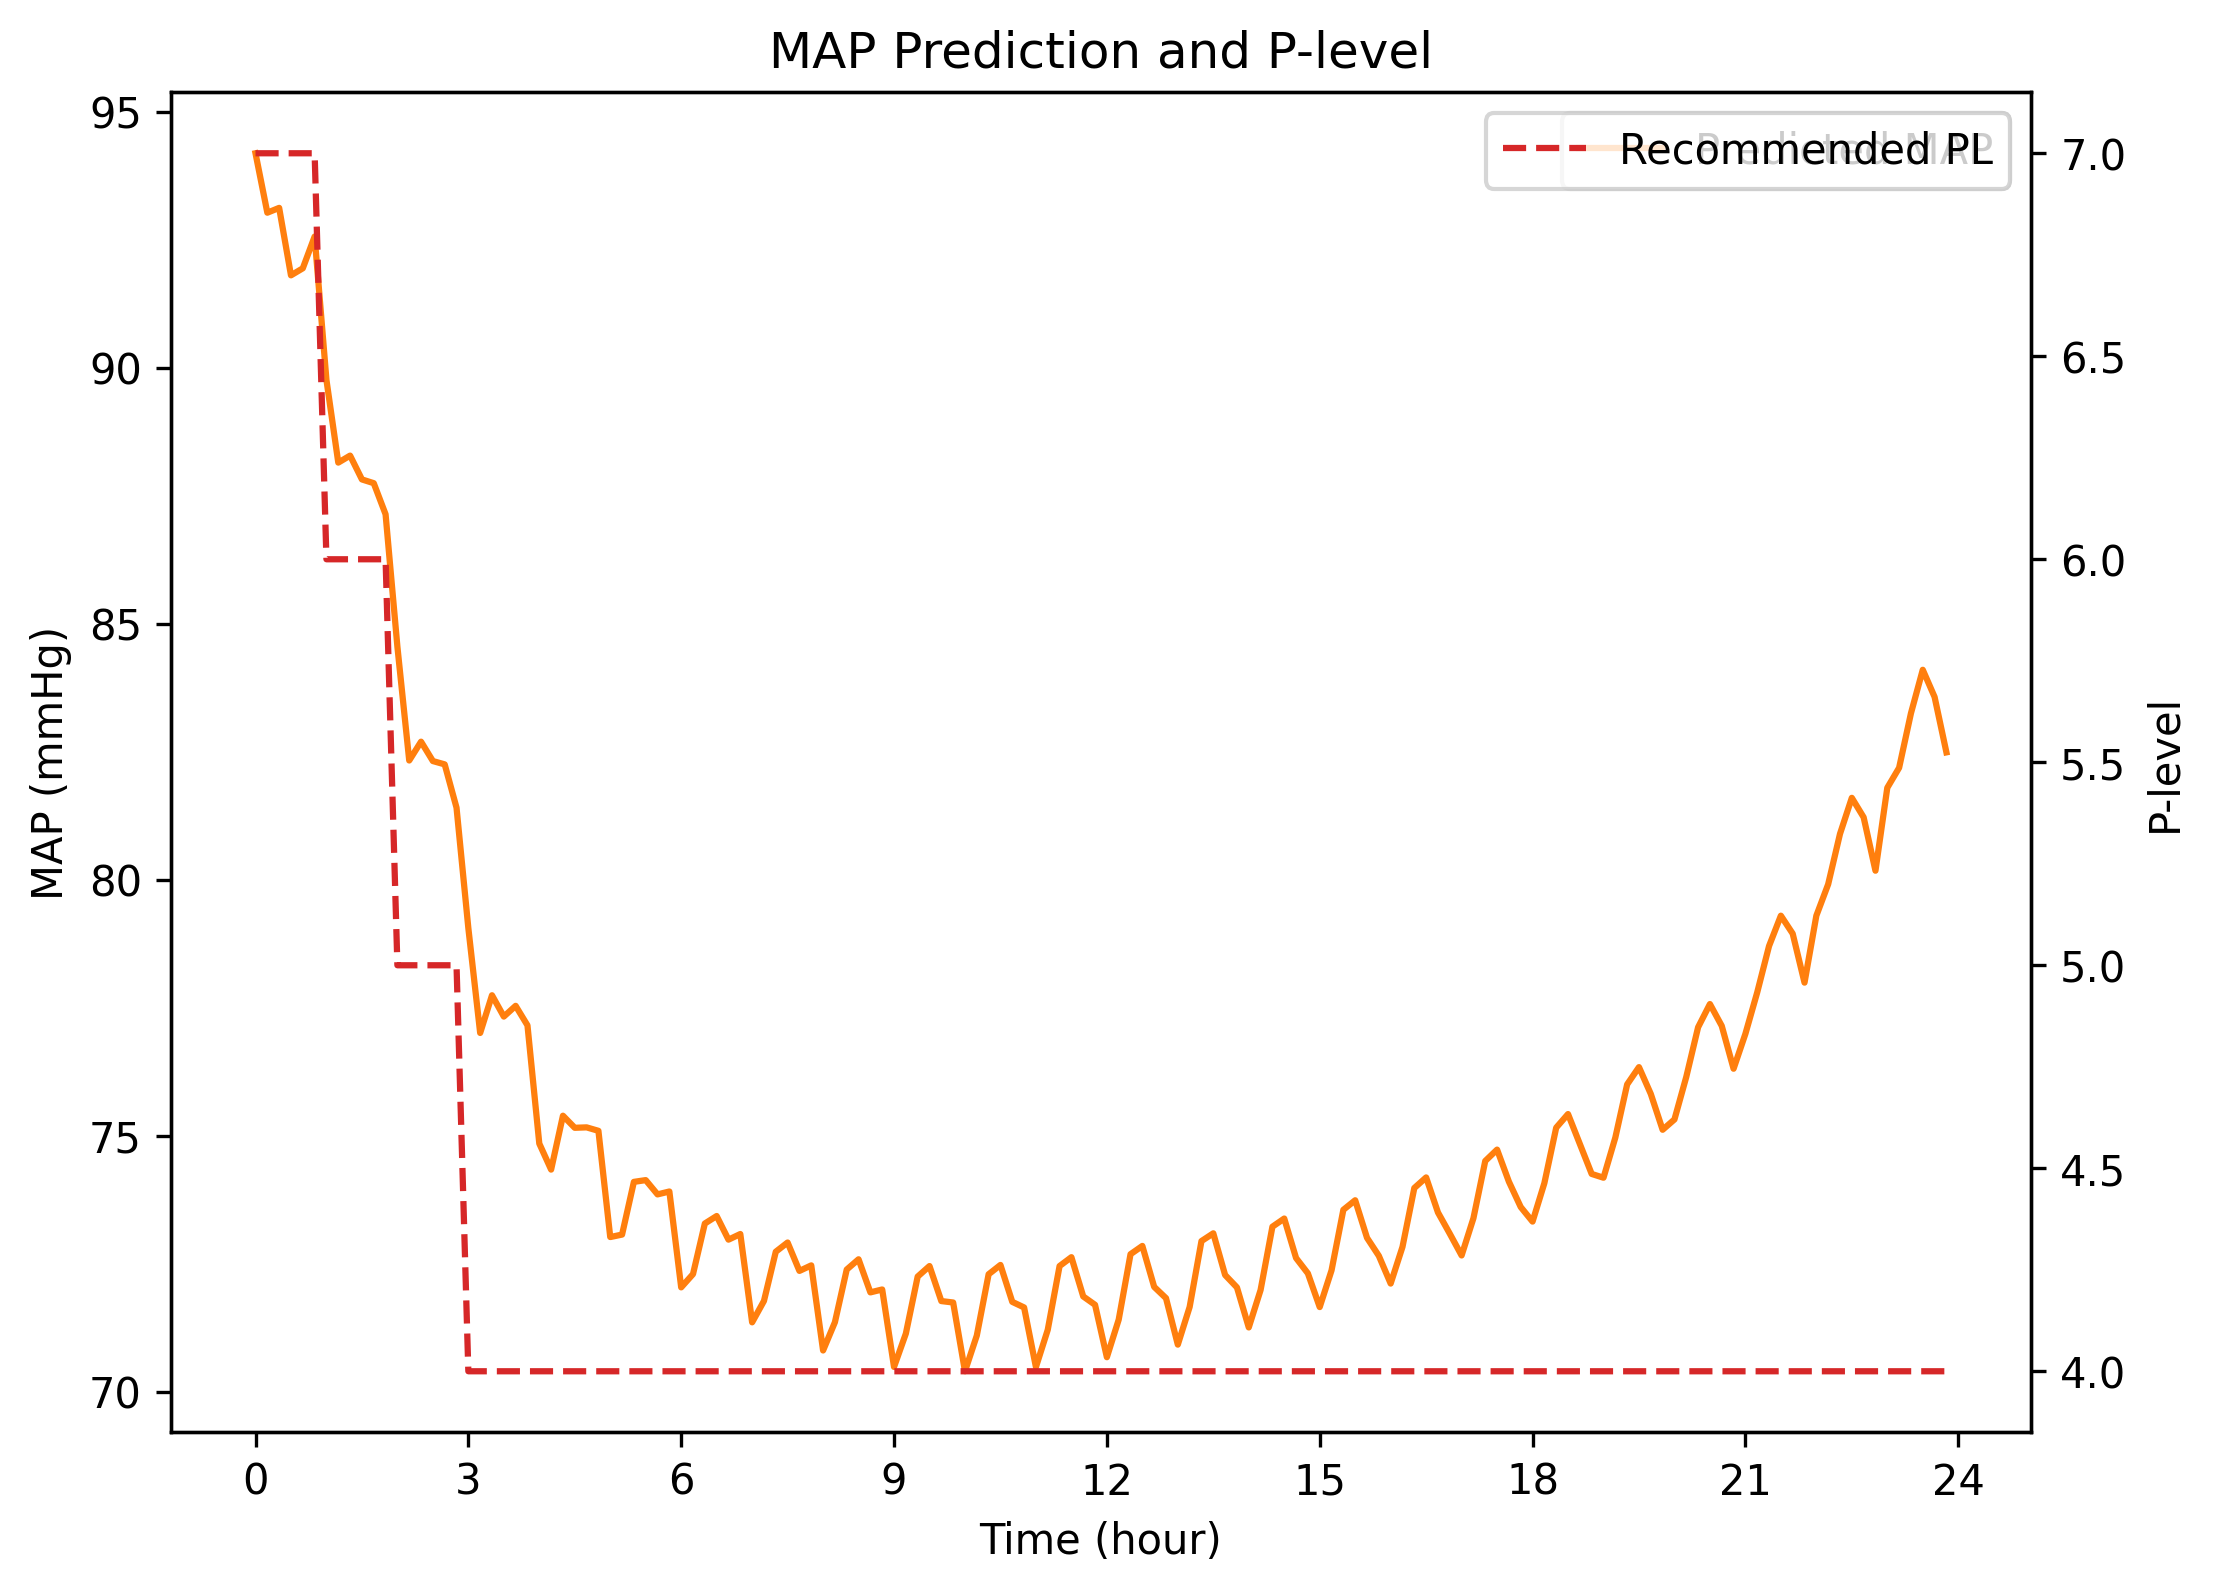 MAP Prediction and P-level
95
90
85
80
75
70
MAP (mmHg)
Predicted MAP
Recommended PL
7.0
6.5
6.0
5.5
5.0
4.5
4.0
P-level
0 3 6 9 12 15 18 21 24
Time (hour)